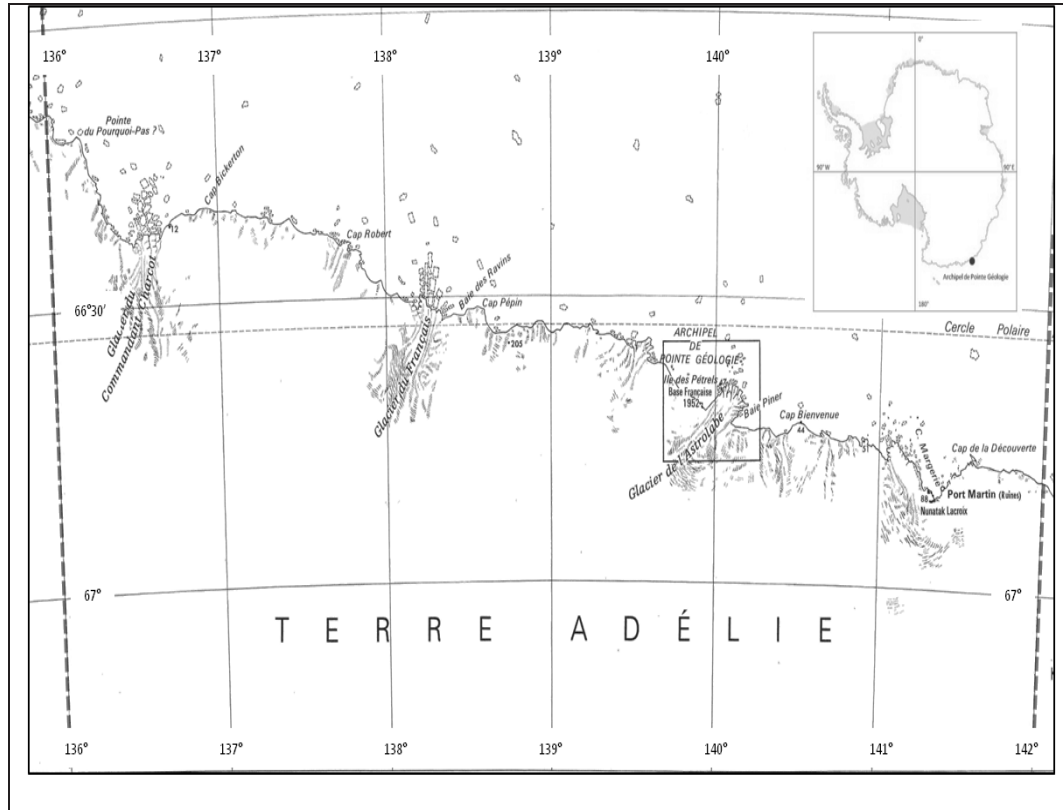 136°
137°
138°
139°
140°
0°
90°W
90°E
180°
Archipel de Pointe Géologie
Pointe
du Pourquoi-Pas ?
Cap Bickerton
12
Glacier du
Commandant Charcot
Cap Robert
66°30'
Baie des Ravins
Cap Pépin
205
Glacier du Français
Cercle Polaire
ARCHIPEL
DE
POINTE GÉOLOGIE
Ile des Pétrels
Base Française
1952
Baie Piner
Glacier de l'Astrolabe
Cap Bienvenue
44
C. Margerie
Cap de la Découverte
88
Port Martin (Ruines)
Nunatak Lacroix
67°
67°
TERRE ADÉLIE
136°
137°
138°
139°
140°
141°
142°